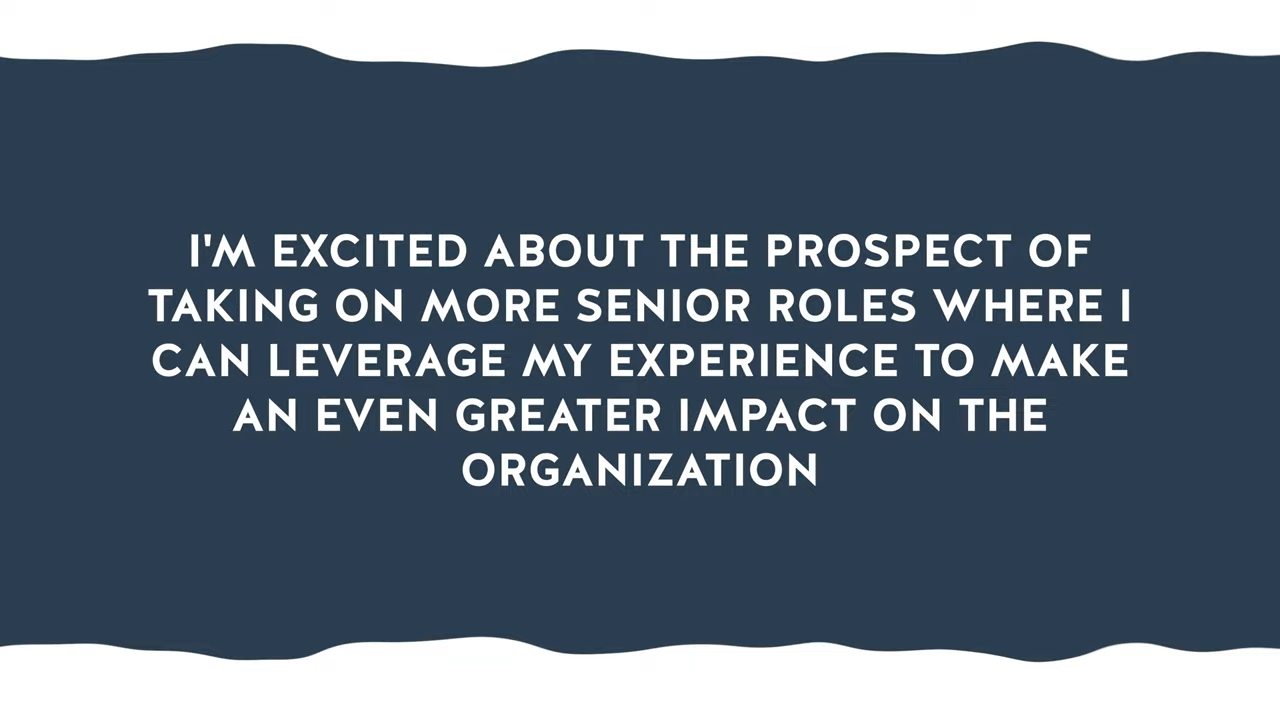 I'M EXCITED ABOUT THE PROSPECT OF
TAKING ON MORE SENIOR ROLES WHERE I
CAN LEVERAGE MY EXPERIENCE TO MAKE
AN EVEN GREATER IMPACT ON THE
ORGANIZATION